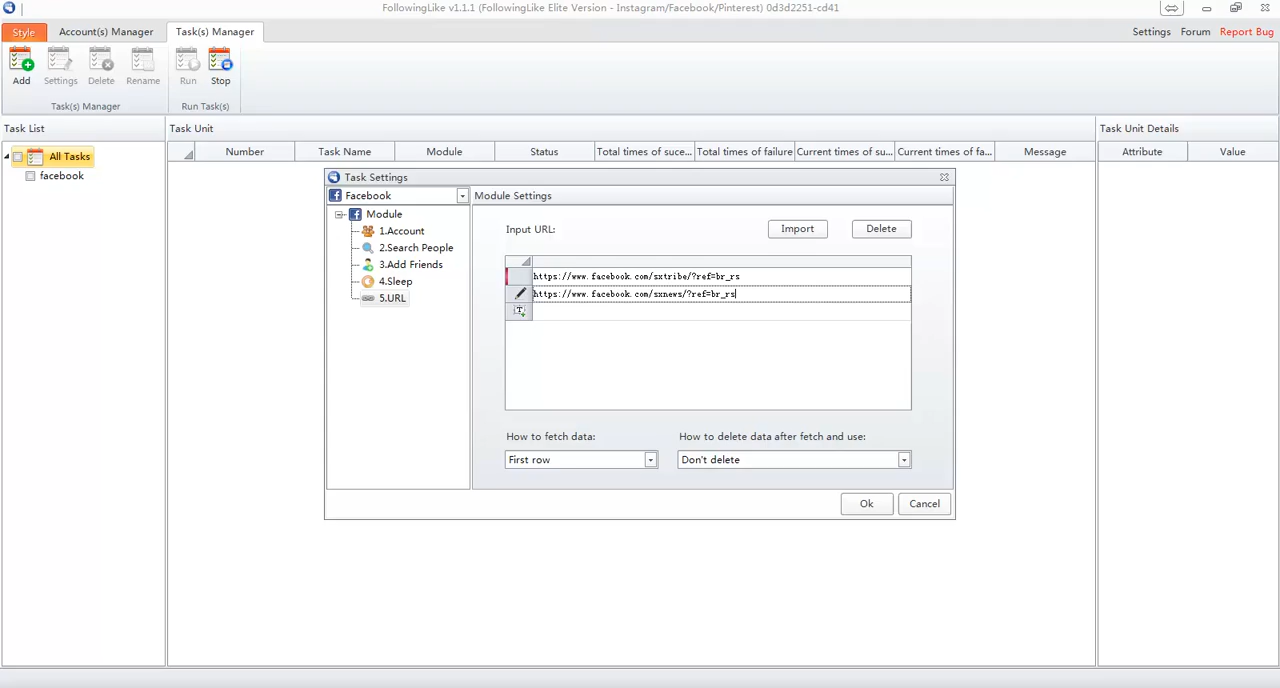 FollowingLike v1.1.1 (FollowingLike Elite Version - Instagram/Facebook/Pinterest) 0d3d2251-cd41
Style Account(s) Manager Task(s) Manager Settings Forum Report Bug
Add Settings Delete Rename Run Stop
Task(s) Manager Run Task(s)
Task List Task Unit Task Unit Details
Number Task Name Module Status Total times of suce... Total times of failure Current times of su... Current times of fa... Message Attribute Value
All Tasks
facebook
Task Settings
Facebook Module Settings
Module
1.Account
2.Search People
3.Add Friends
4.Sleep
5.URL
Input URL: Import Delete
https://www.facebook.com/sxtribe/?ref=br_rs
https://www.facebook.com/sxnews/?ref=br_rs
How to fetch data: How to delete data after fetch and use:
First row Don't delete
Ok Cancel